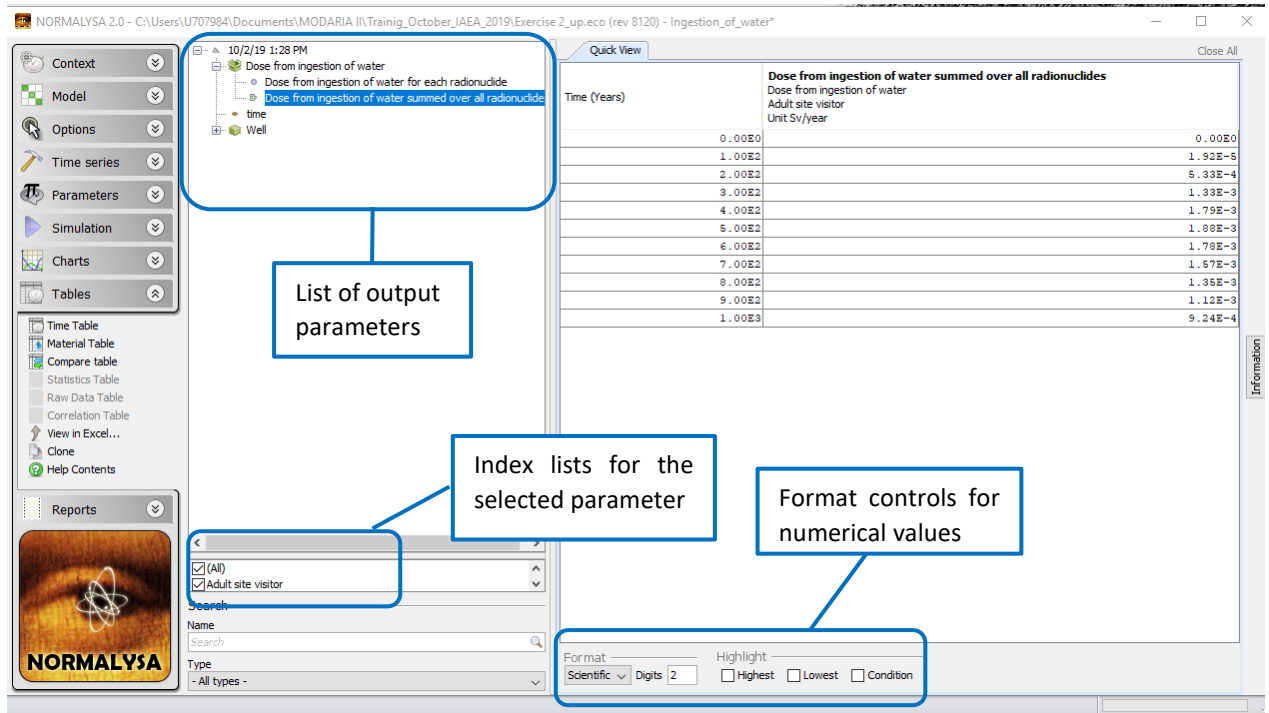 NORMALYSA 2.0 - C:\Users\U707984\Documents\MODARIA II\Trainig_October_IAEA_2019\Exercise 2_up.eco (rev 8120) - Ingestion_of_water*
Context
Model
Options
Time series
Parameters
Simulation
Charts
Tables
Time Table
Material Table
Compare table
Statistics Table
Raw Data Table
Correlation Table
View in Excel...
Clone
Help Contents
Reports
NORMALYSA
10/2/19 1:28 PM
Dose from ingestion of water
Dose from ingestion of water for each radionuclide
Dose from ingestion of water summed over all radionuclide
time
Well
List of output
parameters
Index lists for the
selected parameter
(All)
Adult site visitor
Search
Name
Search
Type
- All types -
Quick View
Close All
Time (Years)
Dose from ingestion of water summed over all radionuclides
Dose from ingestion of water
Adult site visitor
Unit Sv/year
0.00E0 0.00E0
1.00E2 1.92E-5
2.00E2 5.33E-4
3.00E2 1.33E-3
4.00E2 1.79E-3
5.00E2 1.88E-3
6.00E2 1.78E-3
7.00E2 1.57E-3
8.00E2 1.35E-3
9.00E2 1.12E-3
1.00E3 9.24E-4
Format controls for
numerical values
Format
Highlight
Scientific Digits 2 Highest Lowest Condition
Information